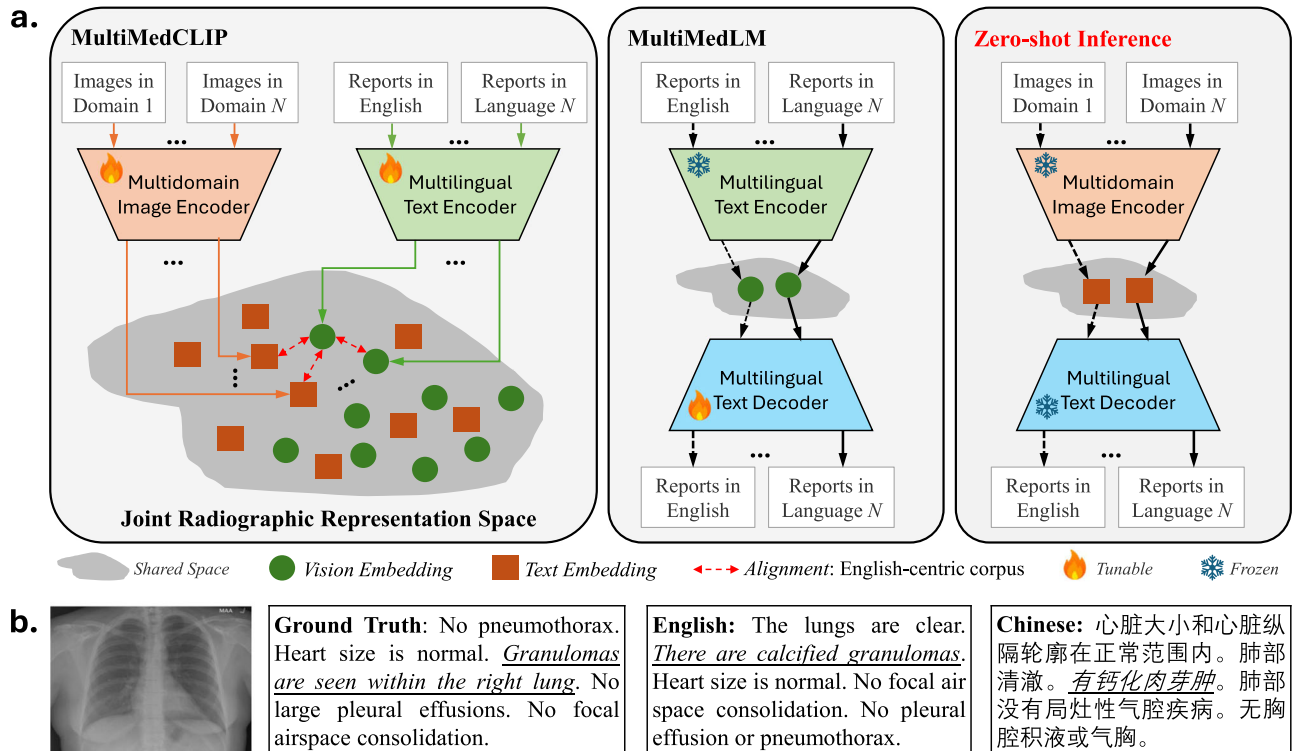 a.
MultiMedCLIP
Images in
Domain 1
Images in
Domain N
Reports in
English
Reports in
Language N
...
...
Multidomain
Image Encoder
Multilingual
Text Encoder
...
...
...
...
Joint Radiographic Representation Space
MultiMedLM
Reports in
English
Reports in
Language N
...
Multilingual
Text Encoder
Multilingual
Text Decoder
...
Reports in
English
Reports in
Language N
Zero-shot Inference
Images in
Domain 1
Images in
Domain N
...
Multidomain
Image Encoder
Multilingual
Text Decoder
...
Reports in
English
Reports in
Language N
Shared Space
Vision Embedding
Text Embedding
Alignment: English-centric corpus
Tunable
Frozen
b.
MAA
Ground Truth: No pneumothorax.
Heart size is normal. Granulomas
are seen within the right lung. No
large pleural effusions. No focal
airspace consolidation.
English: The lungs are clear.
There are calcified granulomas.
Heart size is normal. No focal air
space consolidation. No pleural
effusion or pneumothorax.
Chinese: 心脏大小和心脏纵
隔轮廓在正常范围内。肺部
清澈。有钙化肉芽肿。肺部
没有局灶性气腔疾病。无胸
腔积液或气胸。